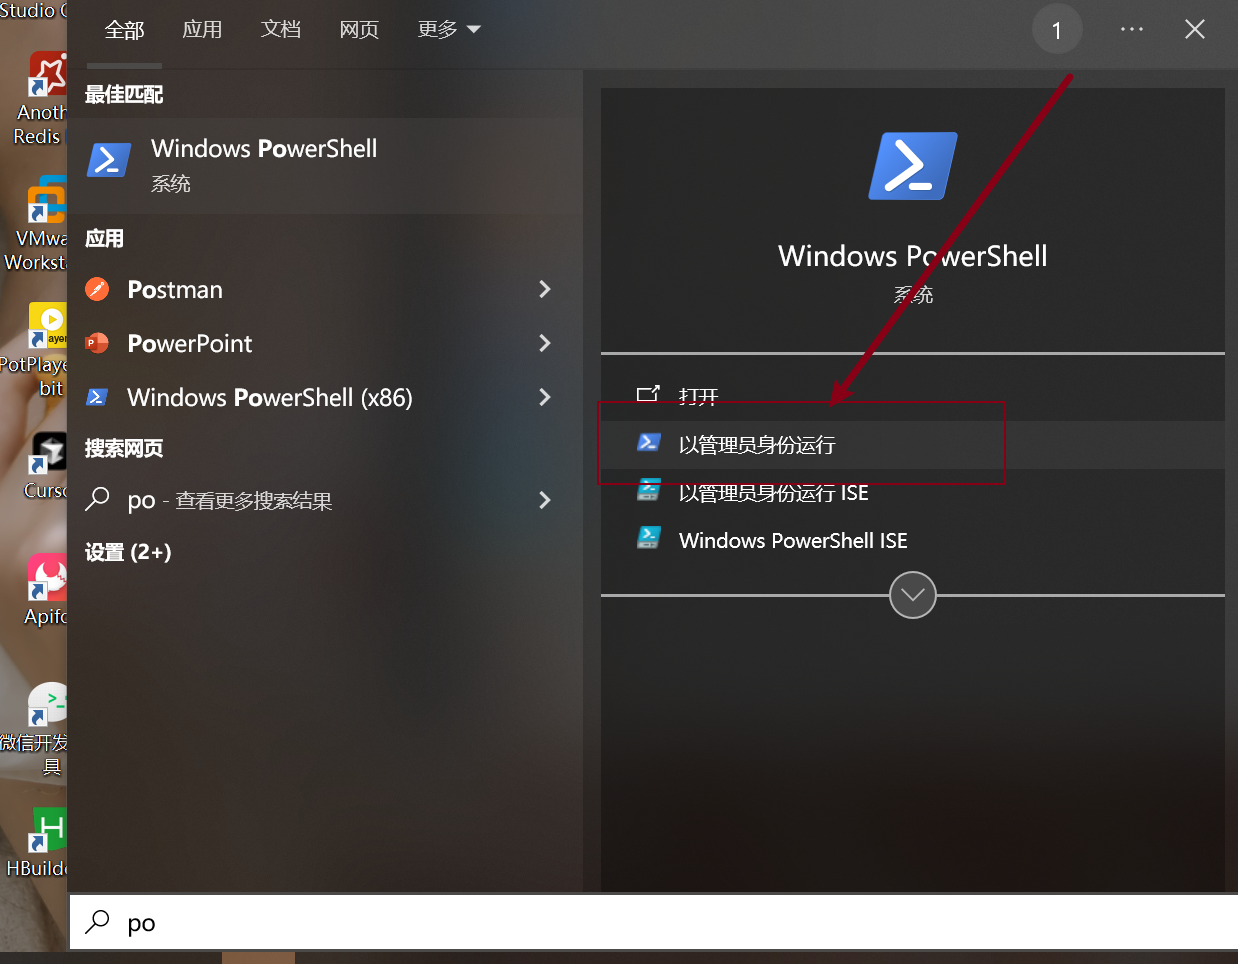 Studio
全部
应用
文档
网页
更多
1
最佳匹配
Windows PowerShell
系统
应用
Postman
PowerPoint
Windows PowerShell (x86)
搜索网页
po - 查看更多搜索结果
设置 (2+)
Windows PowerShell
系统
打开
以管理员身份运行
以管理员身份运行 ISE
Windows PowerShell ISE
Anoth
Redis
VMwa
Worksta
PotPlaye
bit
Curso
Apifo
微信开发
具
HBuilde
po